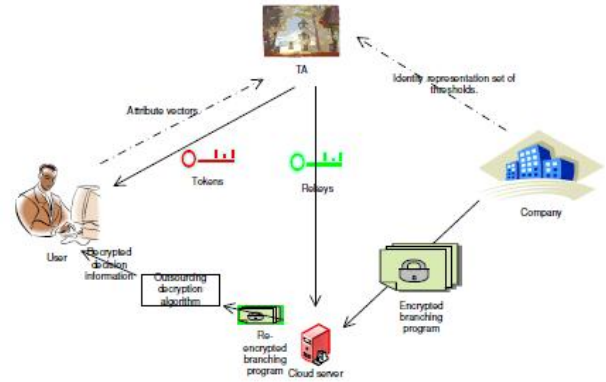 TA
Identity representation set of
thresholds.
Attribute vectors
Tokens
Rekeys
Company
User
Decrypted
decision
information
Outsourcing
decryption
algorithm
Encrypted
branching
program
Re-
encrypted
branching
program
Cloud server